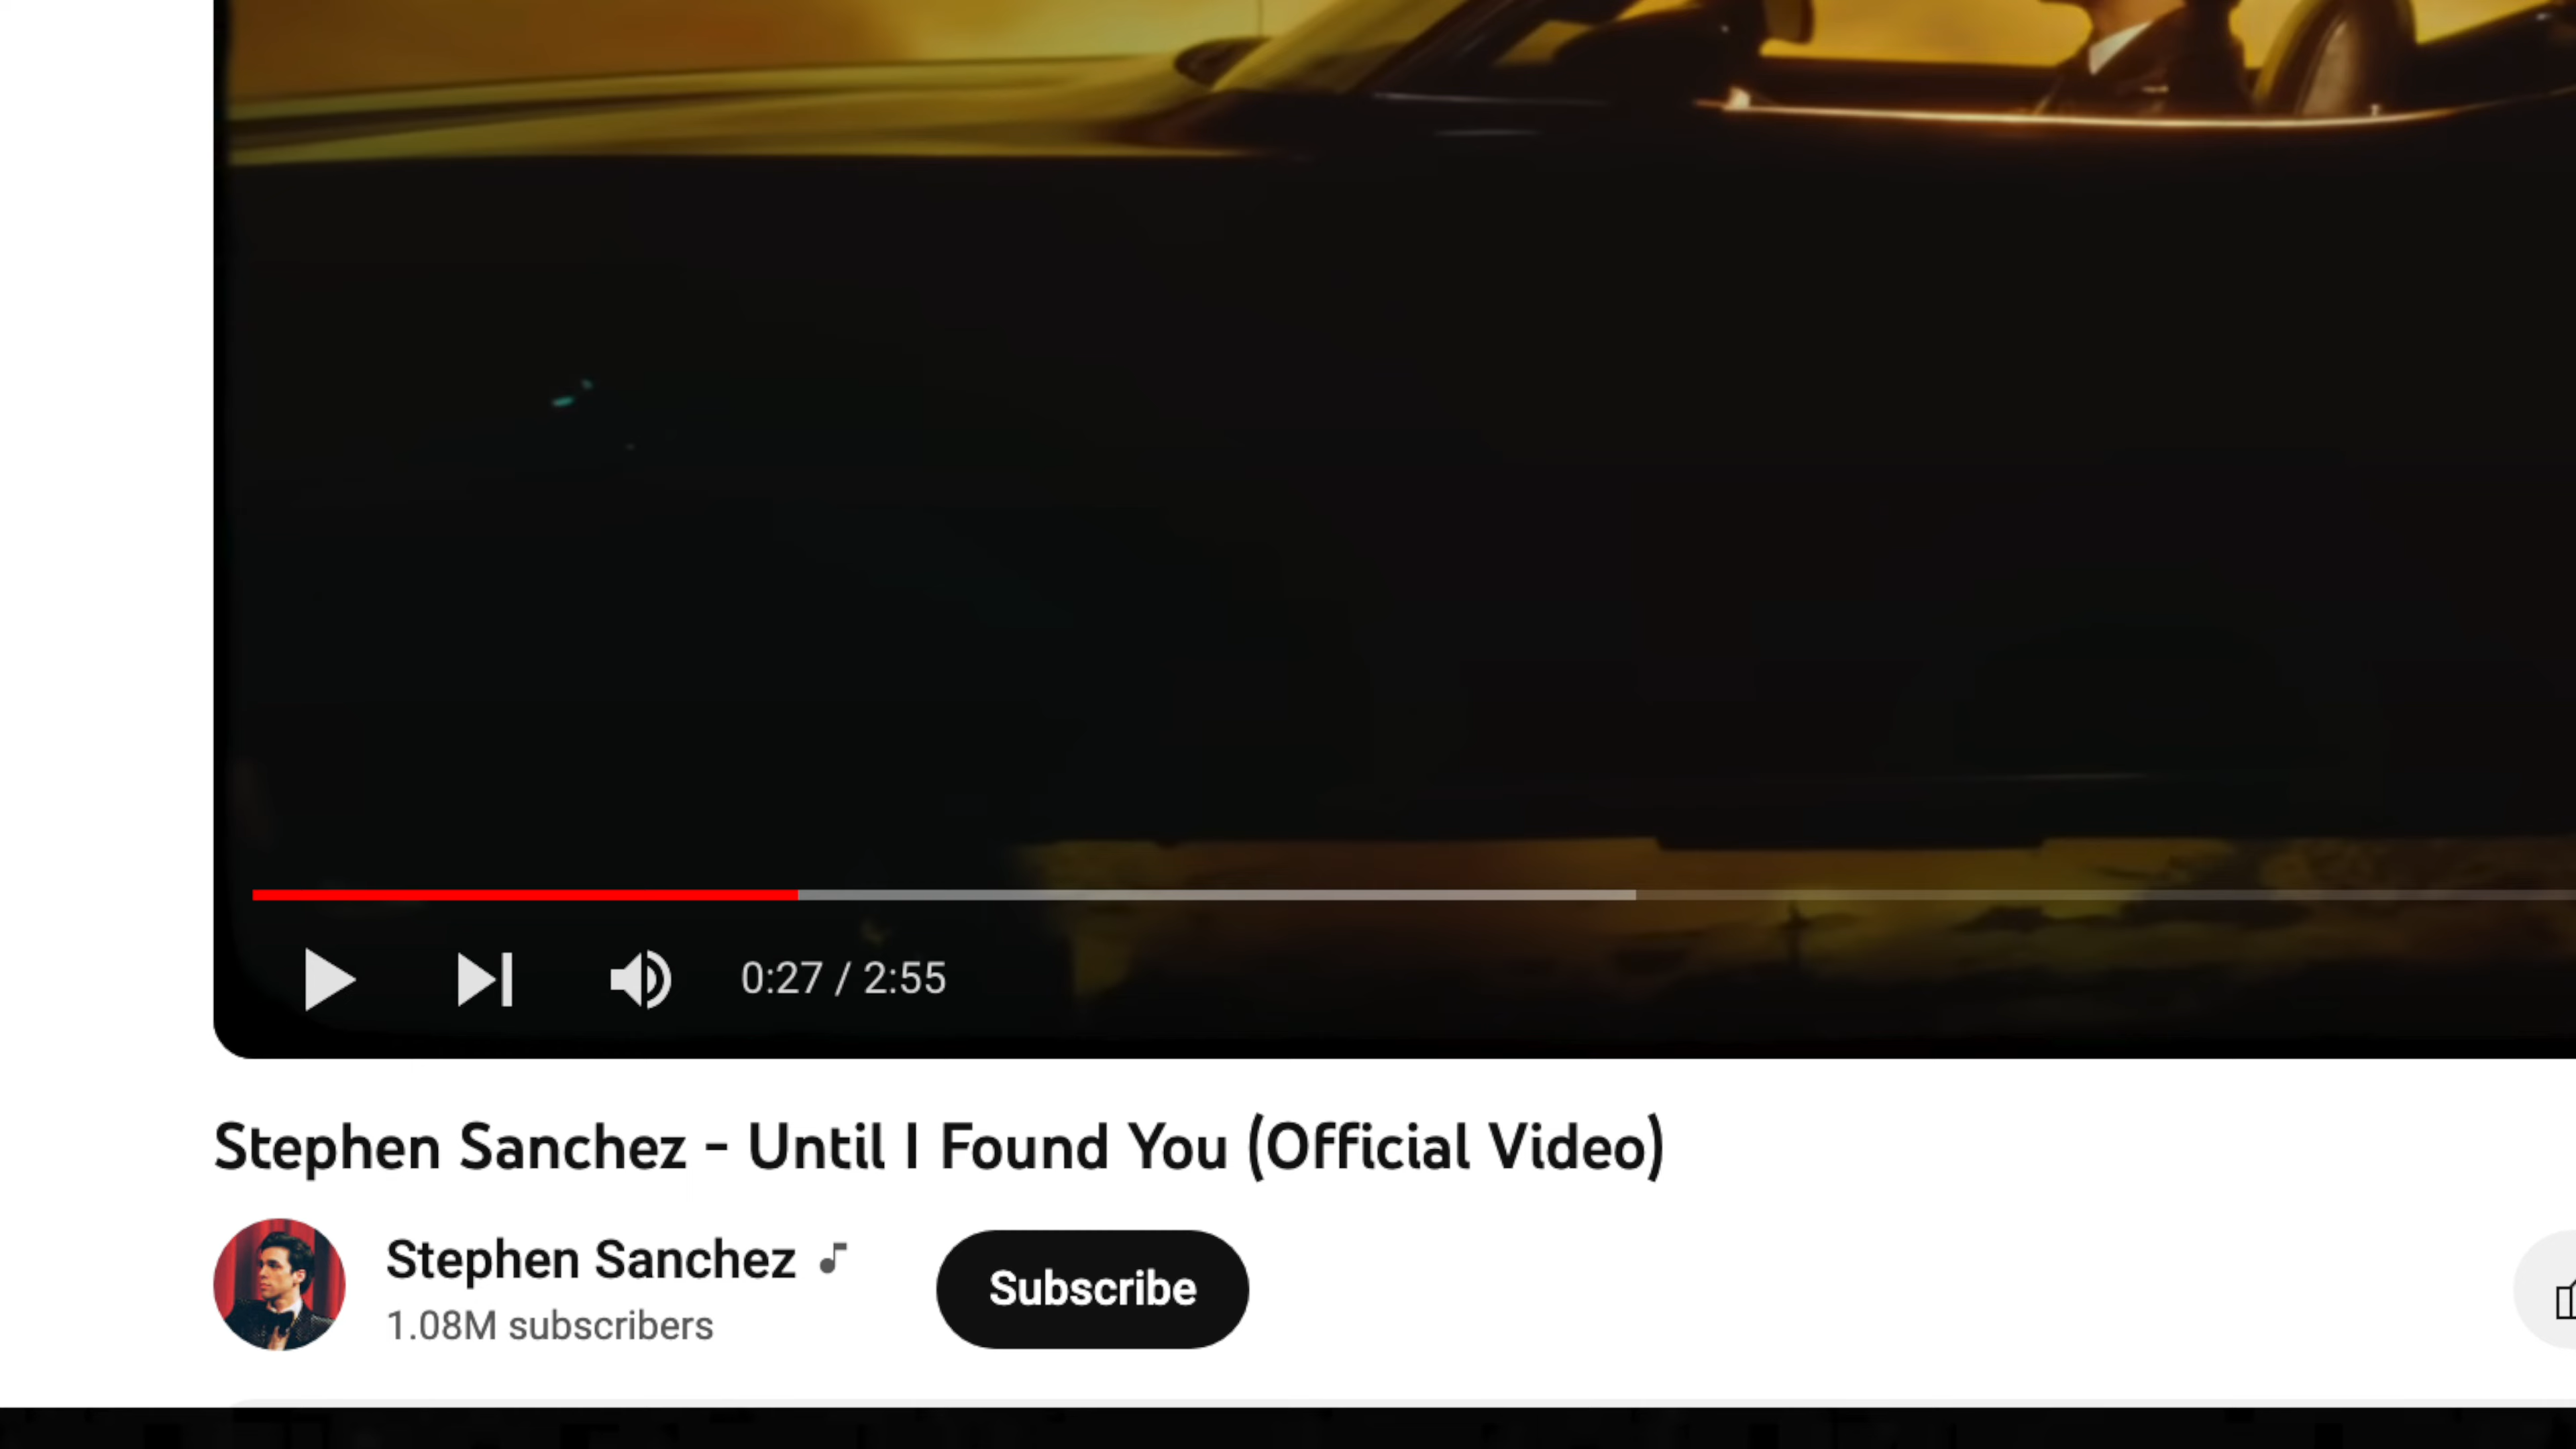 0:27 / 2:55
Stephen Sanchez - Until I Found You (Official Video)
Stephen Sanchez
1.08M subscribers
Subscribe